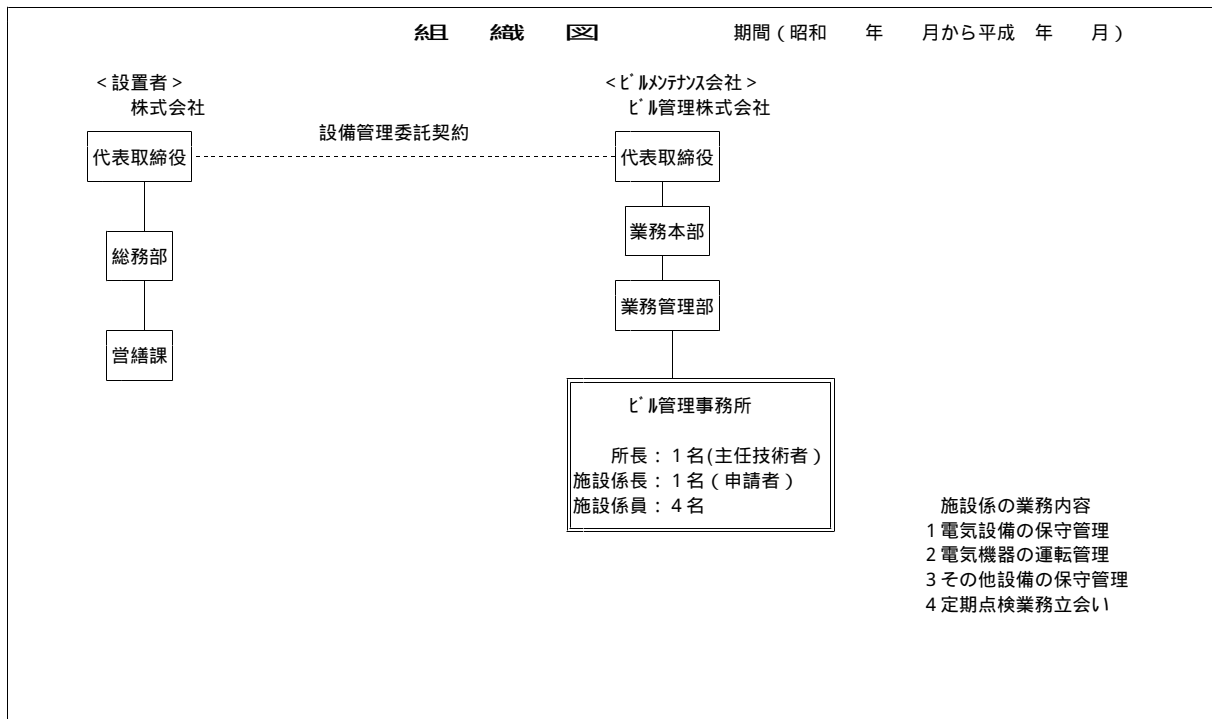 組 織 図 期間（昭和 年 月から平成 年 月）
＜設置者＞
株式会社
＜ﾋﾞﾙﾒﾝﾃﾅﾝｽ会社＞
ﾋﾞﾙ管理株式会社
設備管理委託契約
代表取締役
総務部
営繕課
代表取締役
業務本部
業務管理部
ﾋﾞﾙ管理事務所
所長：１名(主任技術者）
施設係長：１名（申請者）
施設係員：４名
施設係の業務内容
１電気設備の保守管理
２電気機器の運転管理
３その他設備の保守管理
４定期点検業務立会い